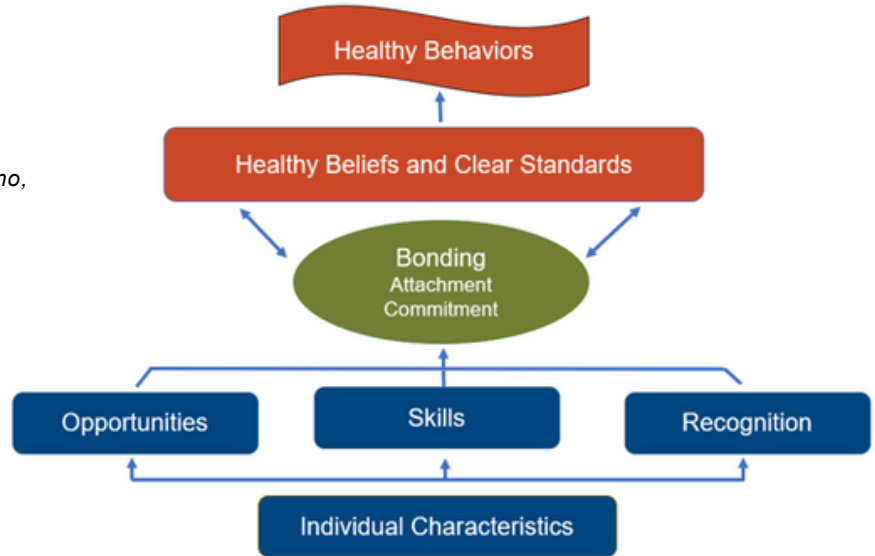 Healthy Behaviors
Healthy Beliefs and Clear Standards
Bonding
Attachment
Commitment
Opportunities
Skills
Recognition
Individual Characteristics